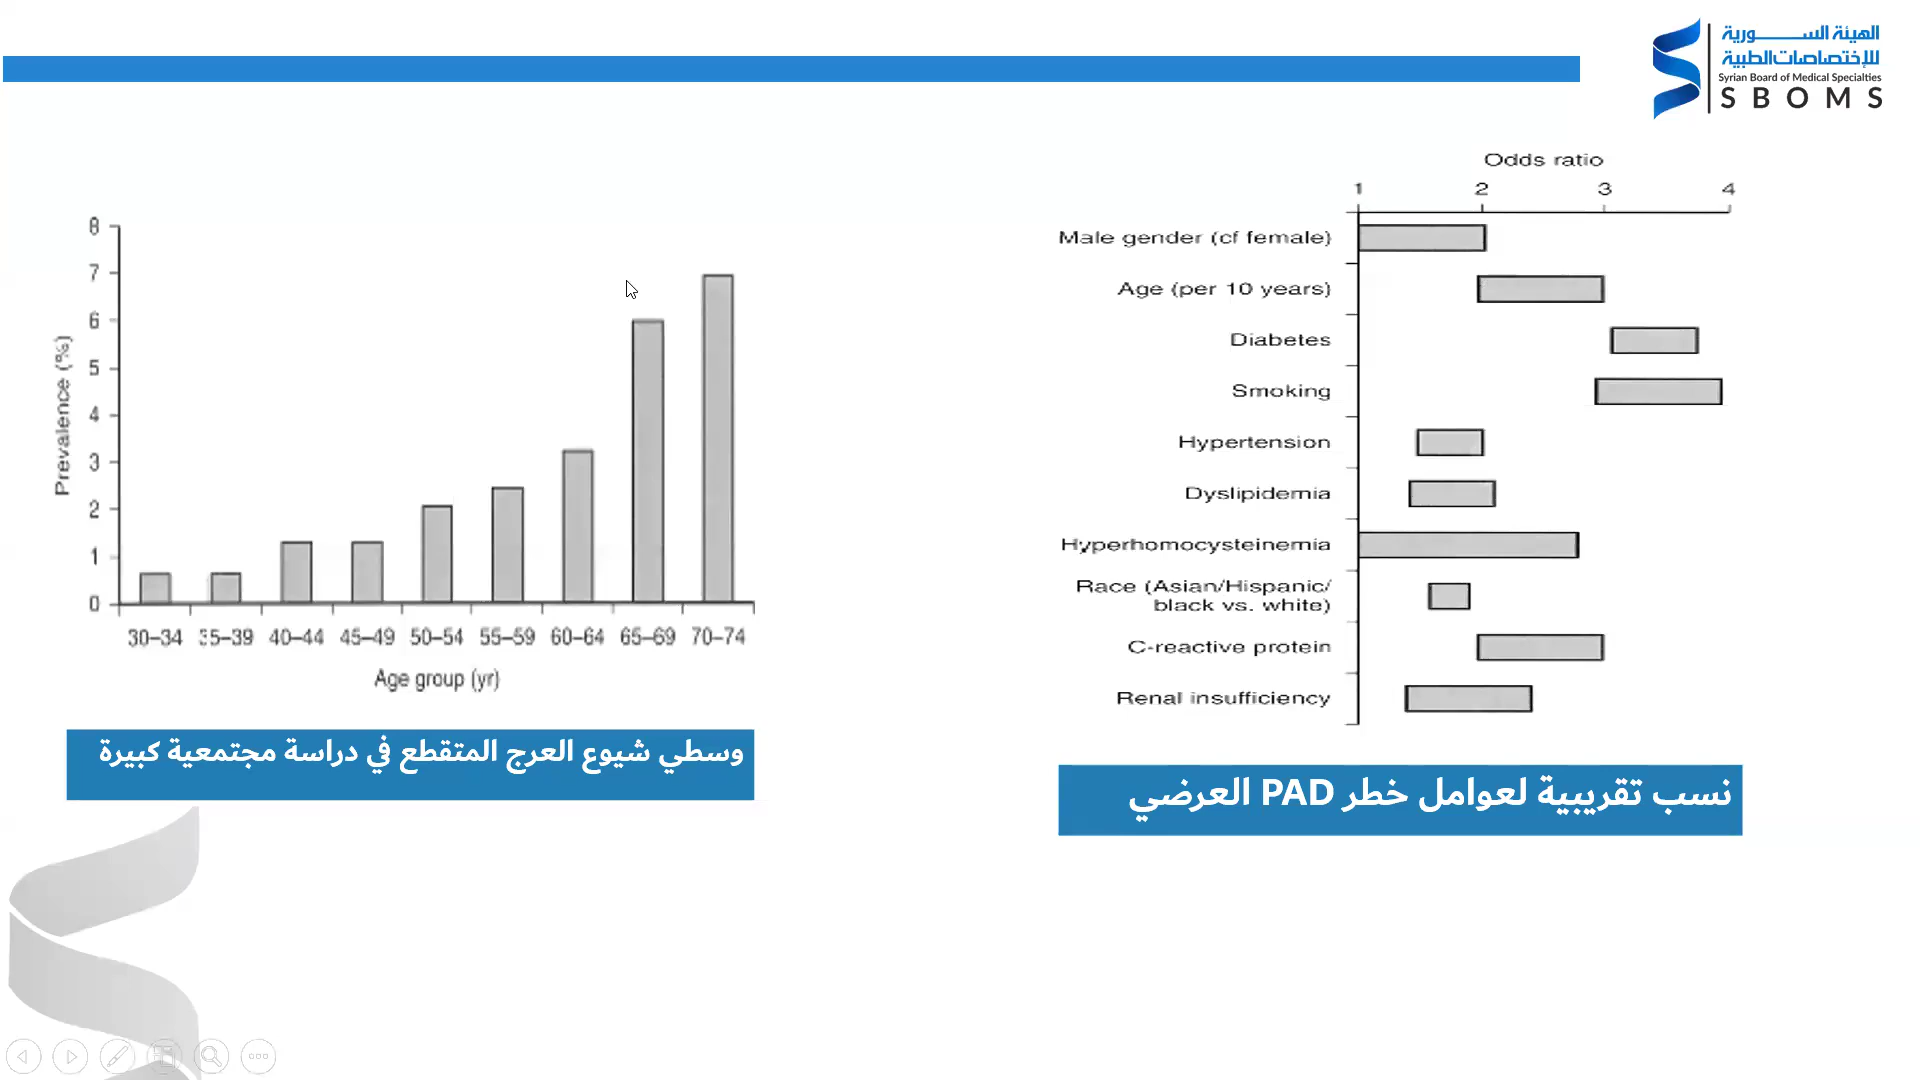 الهيئة الســـورية
للإختصاصات الطبية
Syrian Board of Medical Specialties
SBOMS
Prevalence (%)
8
7
6
5
4
3
2
1
0
30–34 35–39 40–44 45–49 50–54 55–59 60–64 65–69 70–74
Age group (yr)
وسطي شيوع العرج المتقطع في دراسة مجتمعية كبيرة
Odds ratio
1 2 3 4
Male gender (cf female)
Age (per 10 years)
Diabetes
Smoking
Hypertension
Dyslipidemia
Hyperhomocysteinemia
Race (Asian/Hispanic/
black vs. white)
C-reactive protein
Renal insufficiency
نسب تقريبية لعوامل خطر PAD العرضي